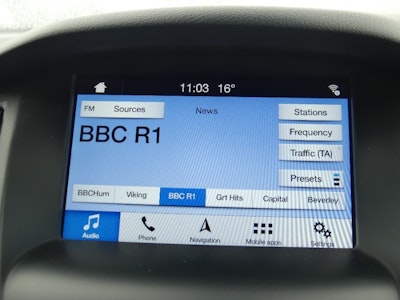 11:03 16°
FM Sources
News
Stations
BBC R1
Frequency
Traffic (TA)
Presets
BBCHum Viking BBC R1 Grt Hits Capital Beverley
Audio Phone Navigation Mobile apps Settings